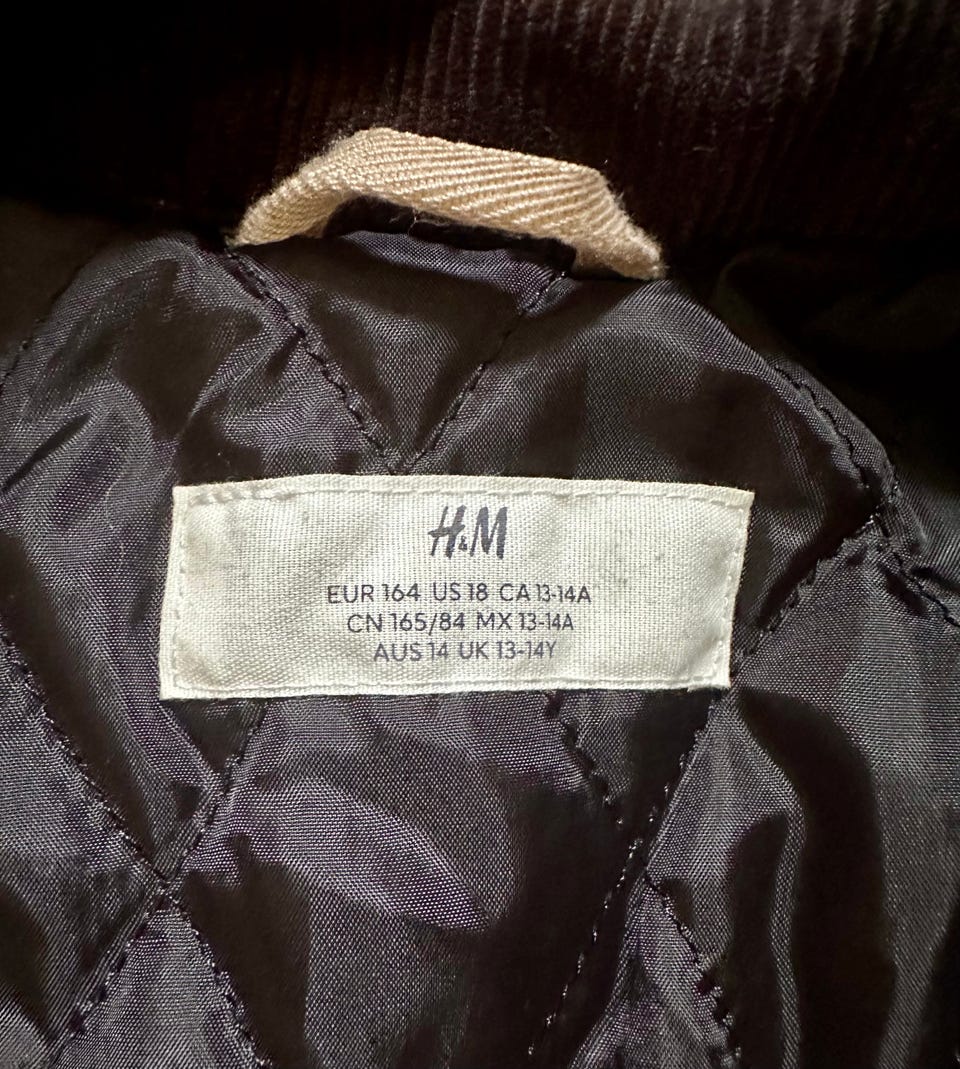 H&M
EUR 164 US 18 CA 13-14A
CN 165/84 MX 13-14A
AUS 14 UK 13-14Y